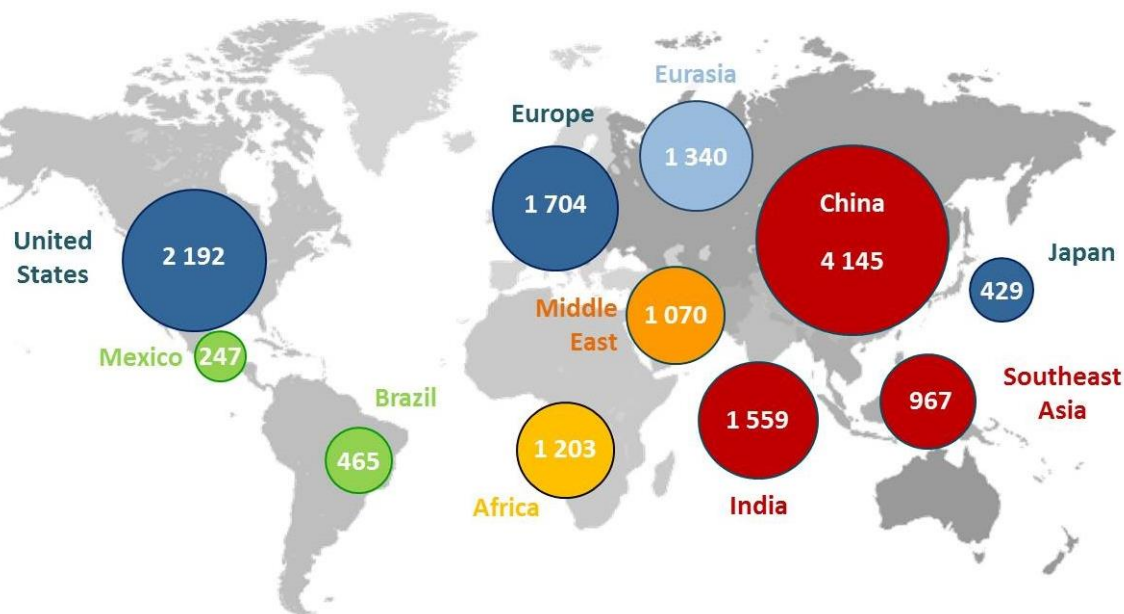 Eurasia
1 340
Europe
1 704
China
4 145
United
States
2 192
Japan
429
Middle
East
1 070
Mexico
247
Brazil
465
Southeast
Asia
967
India
1 559
Africa
1 203